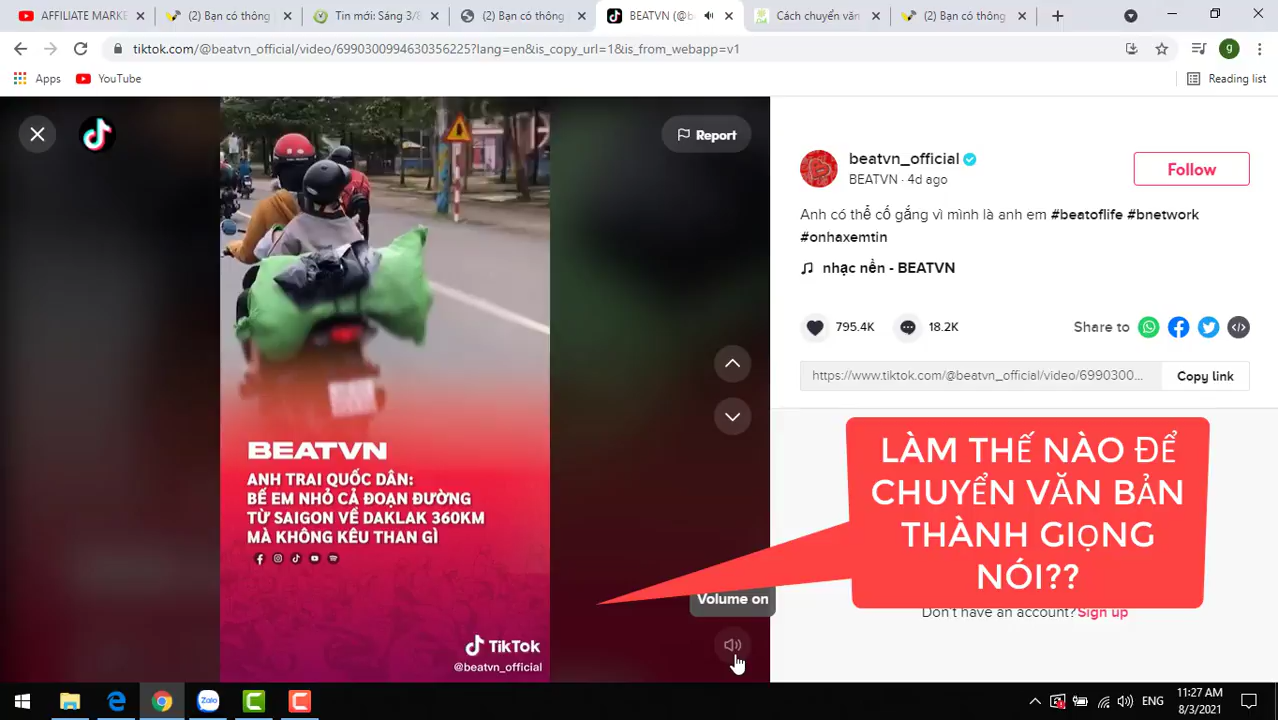 AFFILIATE MARK
(2) Bạn có thông
Tin mới: Sáng 3/8
(2) Bạn có thông
BEATVN (@b
Cách chuyển văn
(2) Bạn có thông
tiktok.com/@beatvn_official/video/6990300994630356225?lang=en&is_copy_url=1&is_from_webapp=v1
g
Apps
YouTube
Reading list
Report
beatvn_official
BEATVN · 4d ago
Follow
Anh có thể cố gắng vì mình là anh em #beatoflife #bnetwork
#onhaxemtin
nhạc nền - BEATVN
795.4K
18.2K
Share to
https://www.tiktok.com/@beatvn_official/video/6990300...
Copy link
BEATVN
ANH TRAI QUỐC DÂN:
BẾ EM NHỎ CẢ ĐOẠN ĐƯỜNG
TỪ SAIGON VỀ DAKLAK 360KM
MÀ KHÔNG KÊU THAN GÌ
LÀM THẾ NÀO ĐỂ
CHUYỂN VĂN BẢN
THÀNH GIỌNG
NÓI??
Volume on
Don't have an account? Sign up
TikTok
@beatvn_official
Zalo
ENG
11:27 AM
8/3/2021